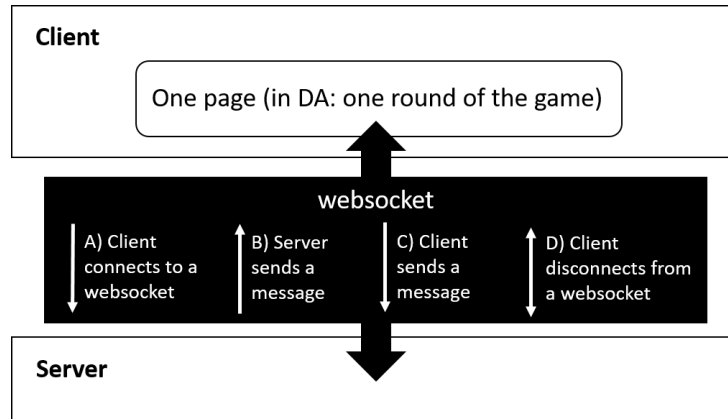 Client
One page (in DA: one round of the game)
websocket
A) Client
connects to a
websocket
B) Server
sends a
message
C) Client
sends a
message
D) Client
disconnects from
a websocket
Server